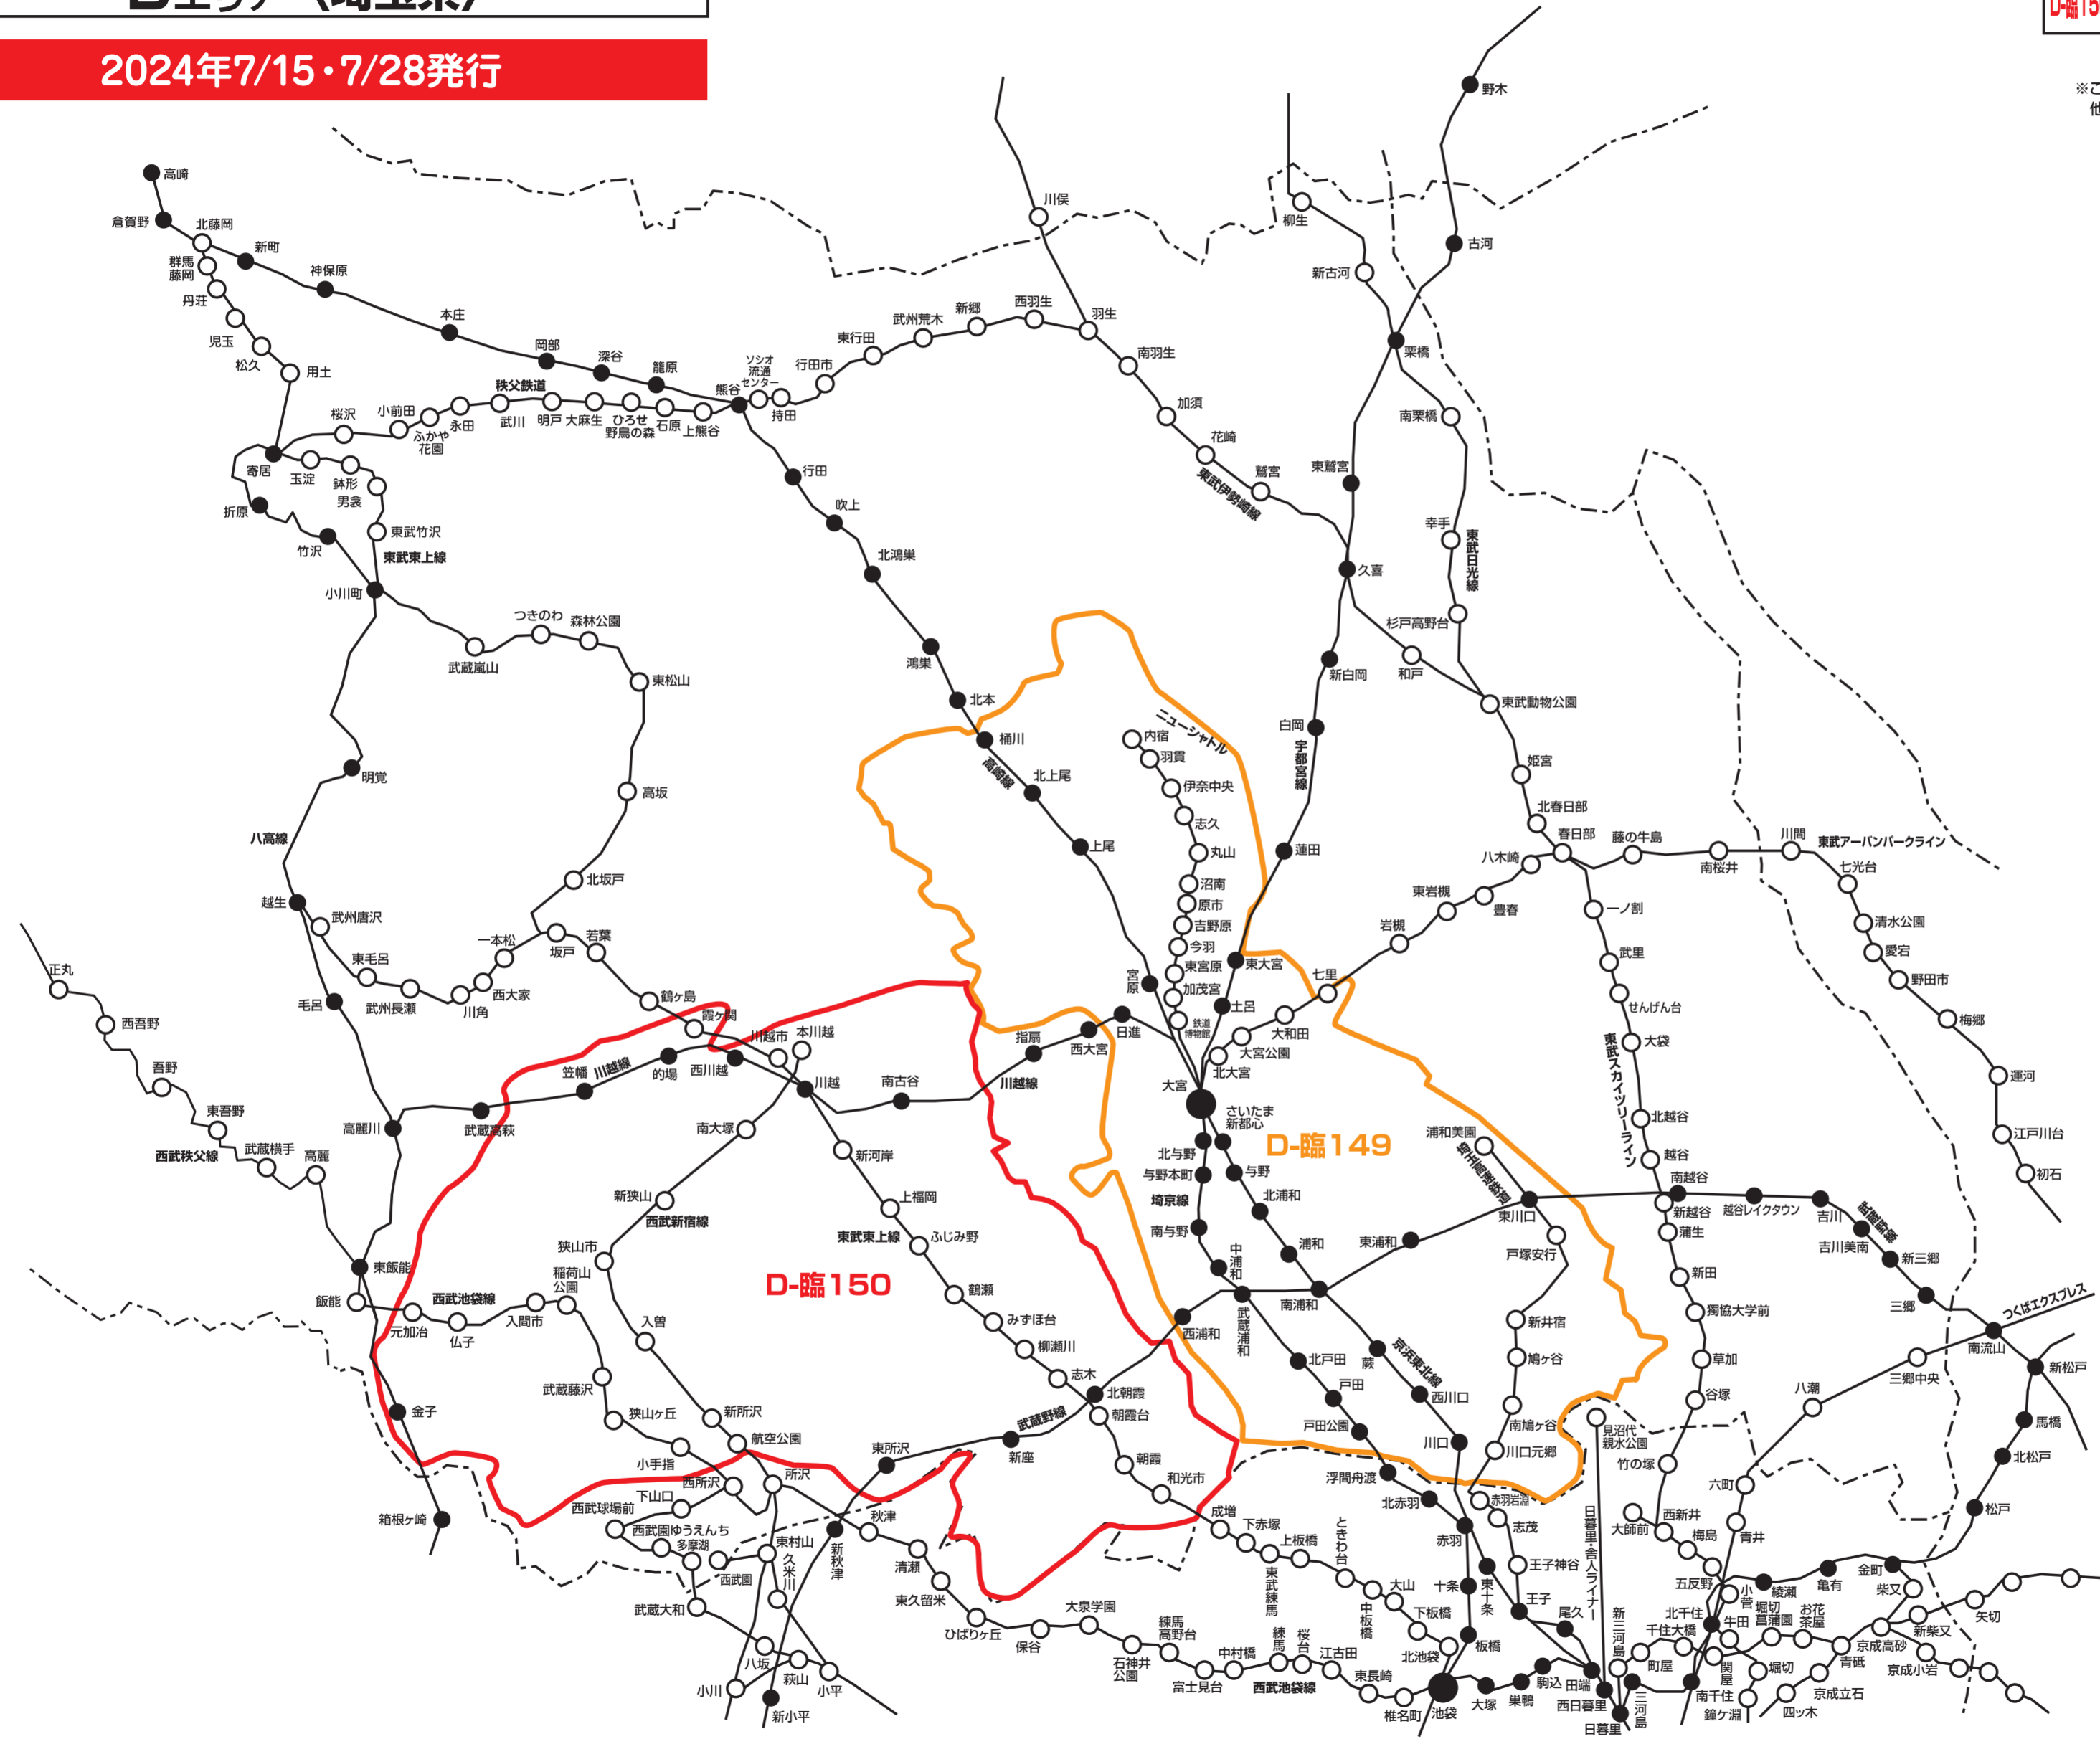 Dエリア(埼玉県)
2024年7/15・7/28発行
D-臨15
※こ
他
野木
高崎
倉賀野
北藤岡
新町
群馬
藤岡
丹荘
神保原
児玉
松久
用土
本庄
岡部
深谷
籠原
熊谷
ソシオ
流通
センター
持田
行田市
東行田
武州荒木
新郷
西羽生
羽生
川俣
柳生
新古河
古河
栗橋
南羽生
加須
花崎
鷲宮
東武伊勢崎線
東鷲宮
南栗橋
幸手
東武日光線
杉戸高野台
久喜
和戸
東武動物公園
秩父鉄道
桜沢
小前田
ふかや
花園
永田
武川
明戸
大麻生
ひろせ
野鳥の森
石原
上熊谷
寄居
玉淀
鉢形
男衾
折原
竹沢
東武竹沢
東武東上線
小川町
行田
吹上
北鴻巣
鴻巣
北本
桶川
高崎線
北上尾
上尾
宮原
武蔵嵐山
つきのわ
森林公園
東松山
高坂
北坂戸
明覚
八高線
越生
武州唐沢
東毛呂
武州長瀬
川角
西大家
一本松
坂戸
若葉
鶴ヶ島
霞ヶ関
毛呂
ニューシャトル
内宿
羽貫
伊奈中央
志久
丸山
沼南
原市
吉野原
今羽
東宮原
加茂宮
鉄道
博物館
新白岡
白岡
宇都宮線
蓮田
東大宮
土呂
姫宮
北春日部
春日部
八木崎
豊春
東岩槻
岩槻
七里
大和田
大宮公園
北大宮
大宮
藤の牛島
南桜井
川間
東武アーバンパークライン
七光台
清水公園
愛宕
野田市
梅郷
運河
江戸川台
初石
一ノ割
武里
せんげん台
大袋
東武スカイツリーライン
北越谷
越谷
南越谷
新越谷
蒲生
新田
獨協大学前
草加
谷塚
竹の塚
越谷レイクタウン
吉川
武蔵野線
吉川美南
新三郷
三郷
南流山
つくばエクスプレス
新松戸
三郷中央
八潮
馬橋
北松戸
松戸
六町
青井
正丸
西吾野
吾野
東吾野
西武秩父線
武蔵横手
高麗
高麗川
武蔵高萩
笠幡
川越線
的場
西川越
川越市
本川越
川越
南古谷
川越線
指扇
西大宮
日進
東飯能
飯能
元加治
西武池袋線
仏子
入間市
稲荷山
公園
狭山市
新狭山
西武新宿線
南大塚
新河岸
上福岡
ふじみ野
東武東上線
鶴瀬
みずほ台
柳瀬川
志木
D-臨150
D-臨149
さいたま
新都心
北与野
与野本町
与野
埼京線
北浦和
南与野
浦和
中浦和
武蔵浦和
南浦和
西浦和
東浦和
浦和美園
埼玉高速鉄道
東川口
戸塚安行
新井宿
鳩ヶ谷
南鳩ヶ谷
川口元郷
北戸田
戸田
戸田公園
浮間舟渡
蕨
京浜東北線
西川口
川口
北赤羽
赤羽岩淵
志茂
赤羽
金子
箱根ヶ崎
入曽
武蔵藤沢
狭山ヶ丘
小手指
新所沢
航空公園
所沢
西所沢
下山口
西武球場前
西武園ゆうえんち
多摩湖
西武園
東村山
久米川
武蔵大和
八坂
萩山
小平
小川
新小平
新秋津
秋津
東所沢
新座
武蔵野線
北朝霞
朝霞台
朝霞
和光市
清瀬
東久留米
ひばりヶ丘
保谷
大泉学園
石神井
公園
練馬
高野台
富士見台
中村橋
練馬
桜台
西武池袋線
江古田
東長崎
椎名町
池袋
成増
下赤塚
東武練馬
上板橋
ときわ台
中板橋
大山
下板橋
北池袋
板橋
十条
東十条
王子神谷
王子
尾久
大塚
巣鴨
駒込
田端
西日暮里
日暮里
三河島
新三河島
町屋
千住大橋
日暮里・舎人ライナー
見沼代
親水公園
大師前
西新井
梅島
五反野
小菅
北千住
牛田
関屋
南千住
堀切
鐘ケ淵
堀切
菖蒲園
お花
茶屋
綾瀬
亀有
金町
柴又
青砥
京成立石
四ッ木
京成高砂
京成小岩
新柴又
矢切